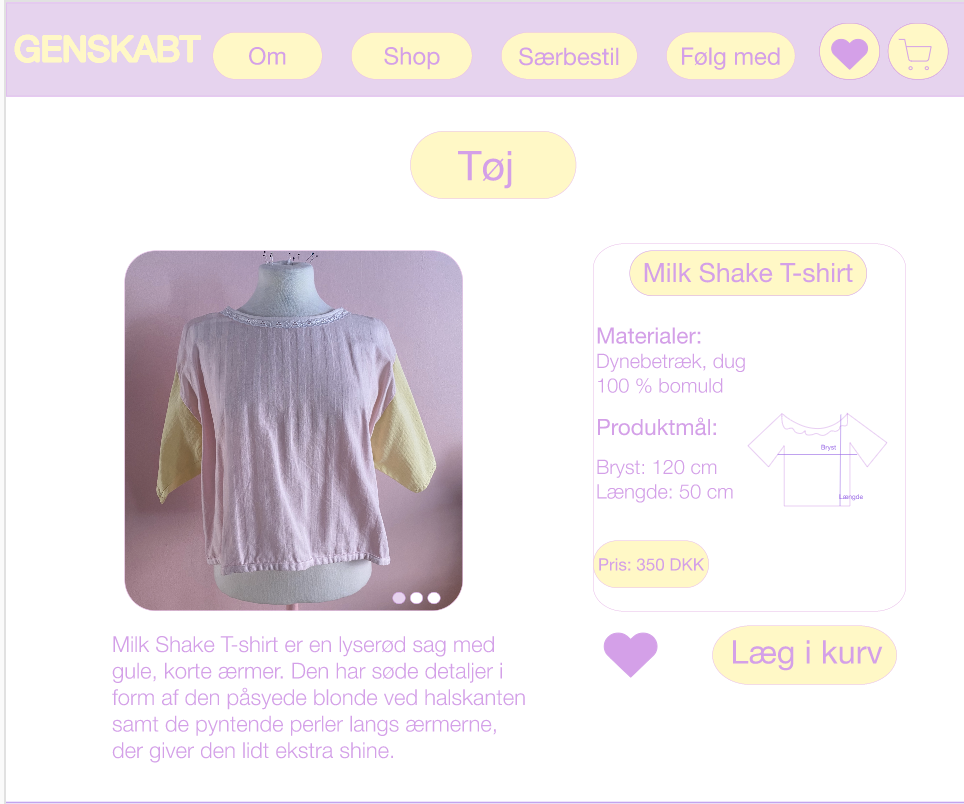 GENSKABT
Om
Shop
Særbestil
Følg med
Tøj
Milk Shake T-shirt
Materialer:
Dynebetræk, dug
100 % bomuld
Produktmål:
Bryst: 120 cm
Længde: 50 cm
Bryst
Længde
Pris: 350 DKK
Læg i kurv
Milk Shake T-shirt er en lyserød sag med
gule, korte ærmer. Den har søde detaljer i
form af den påsyede blonde ved halskanten
samt de pyntende perler langs ærmerne,
der giver den lidt ekstra shine.